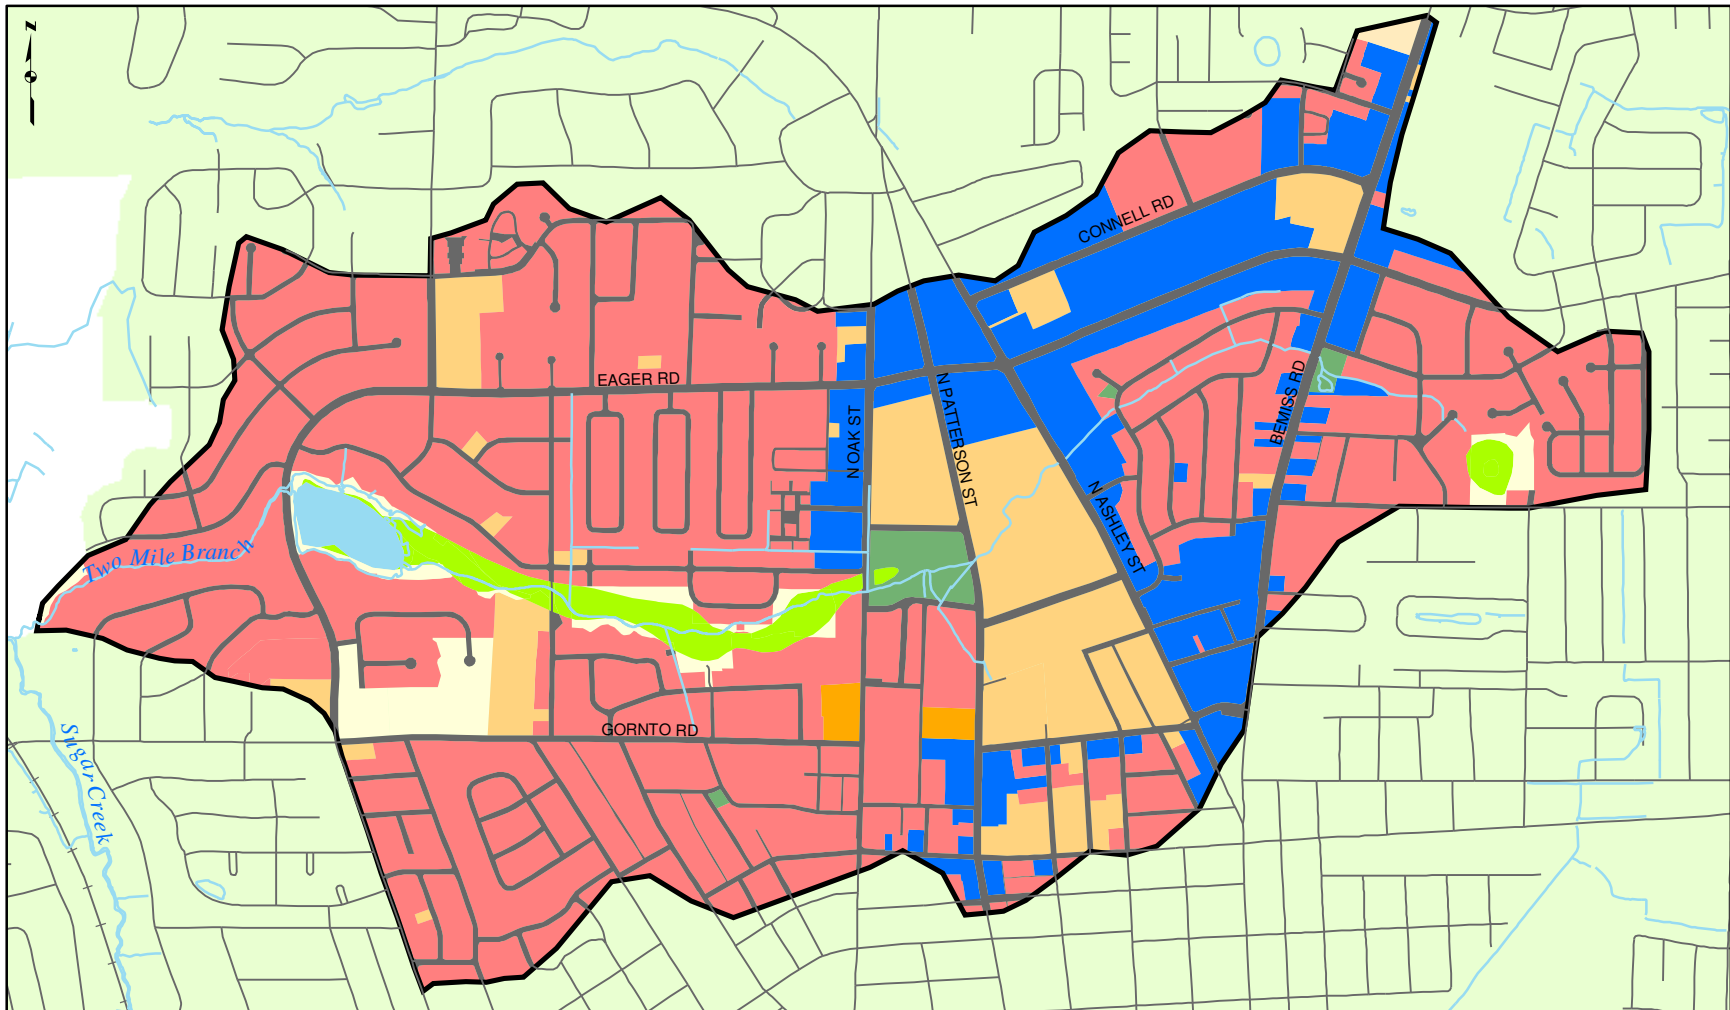 Z
CONNELL RD
EAGER RD
N OAK ST
N PATTERSON ST
BEMISS RD
N ASHLEY ST
Two Mile Branch
GORNTO RD
Sugar Creek